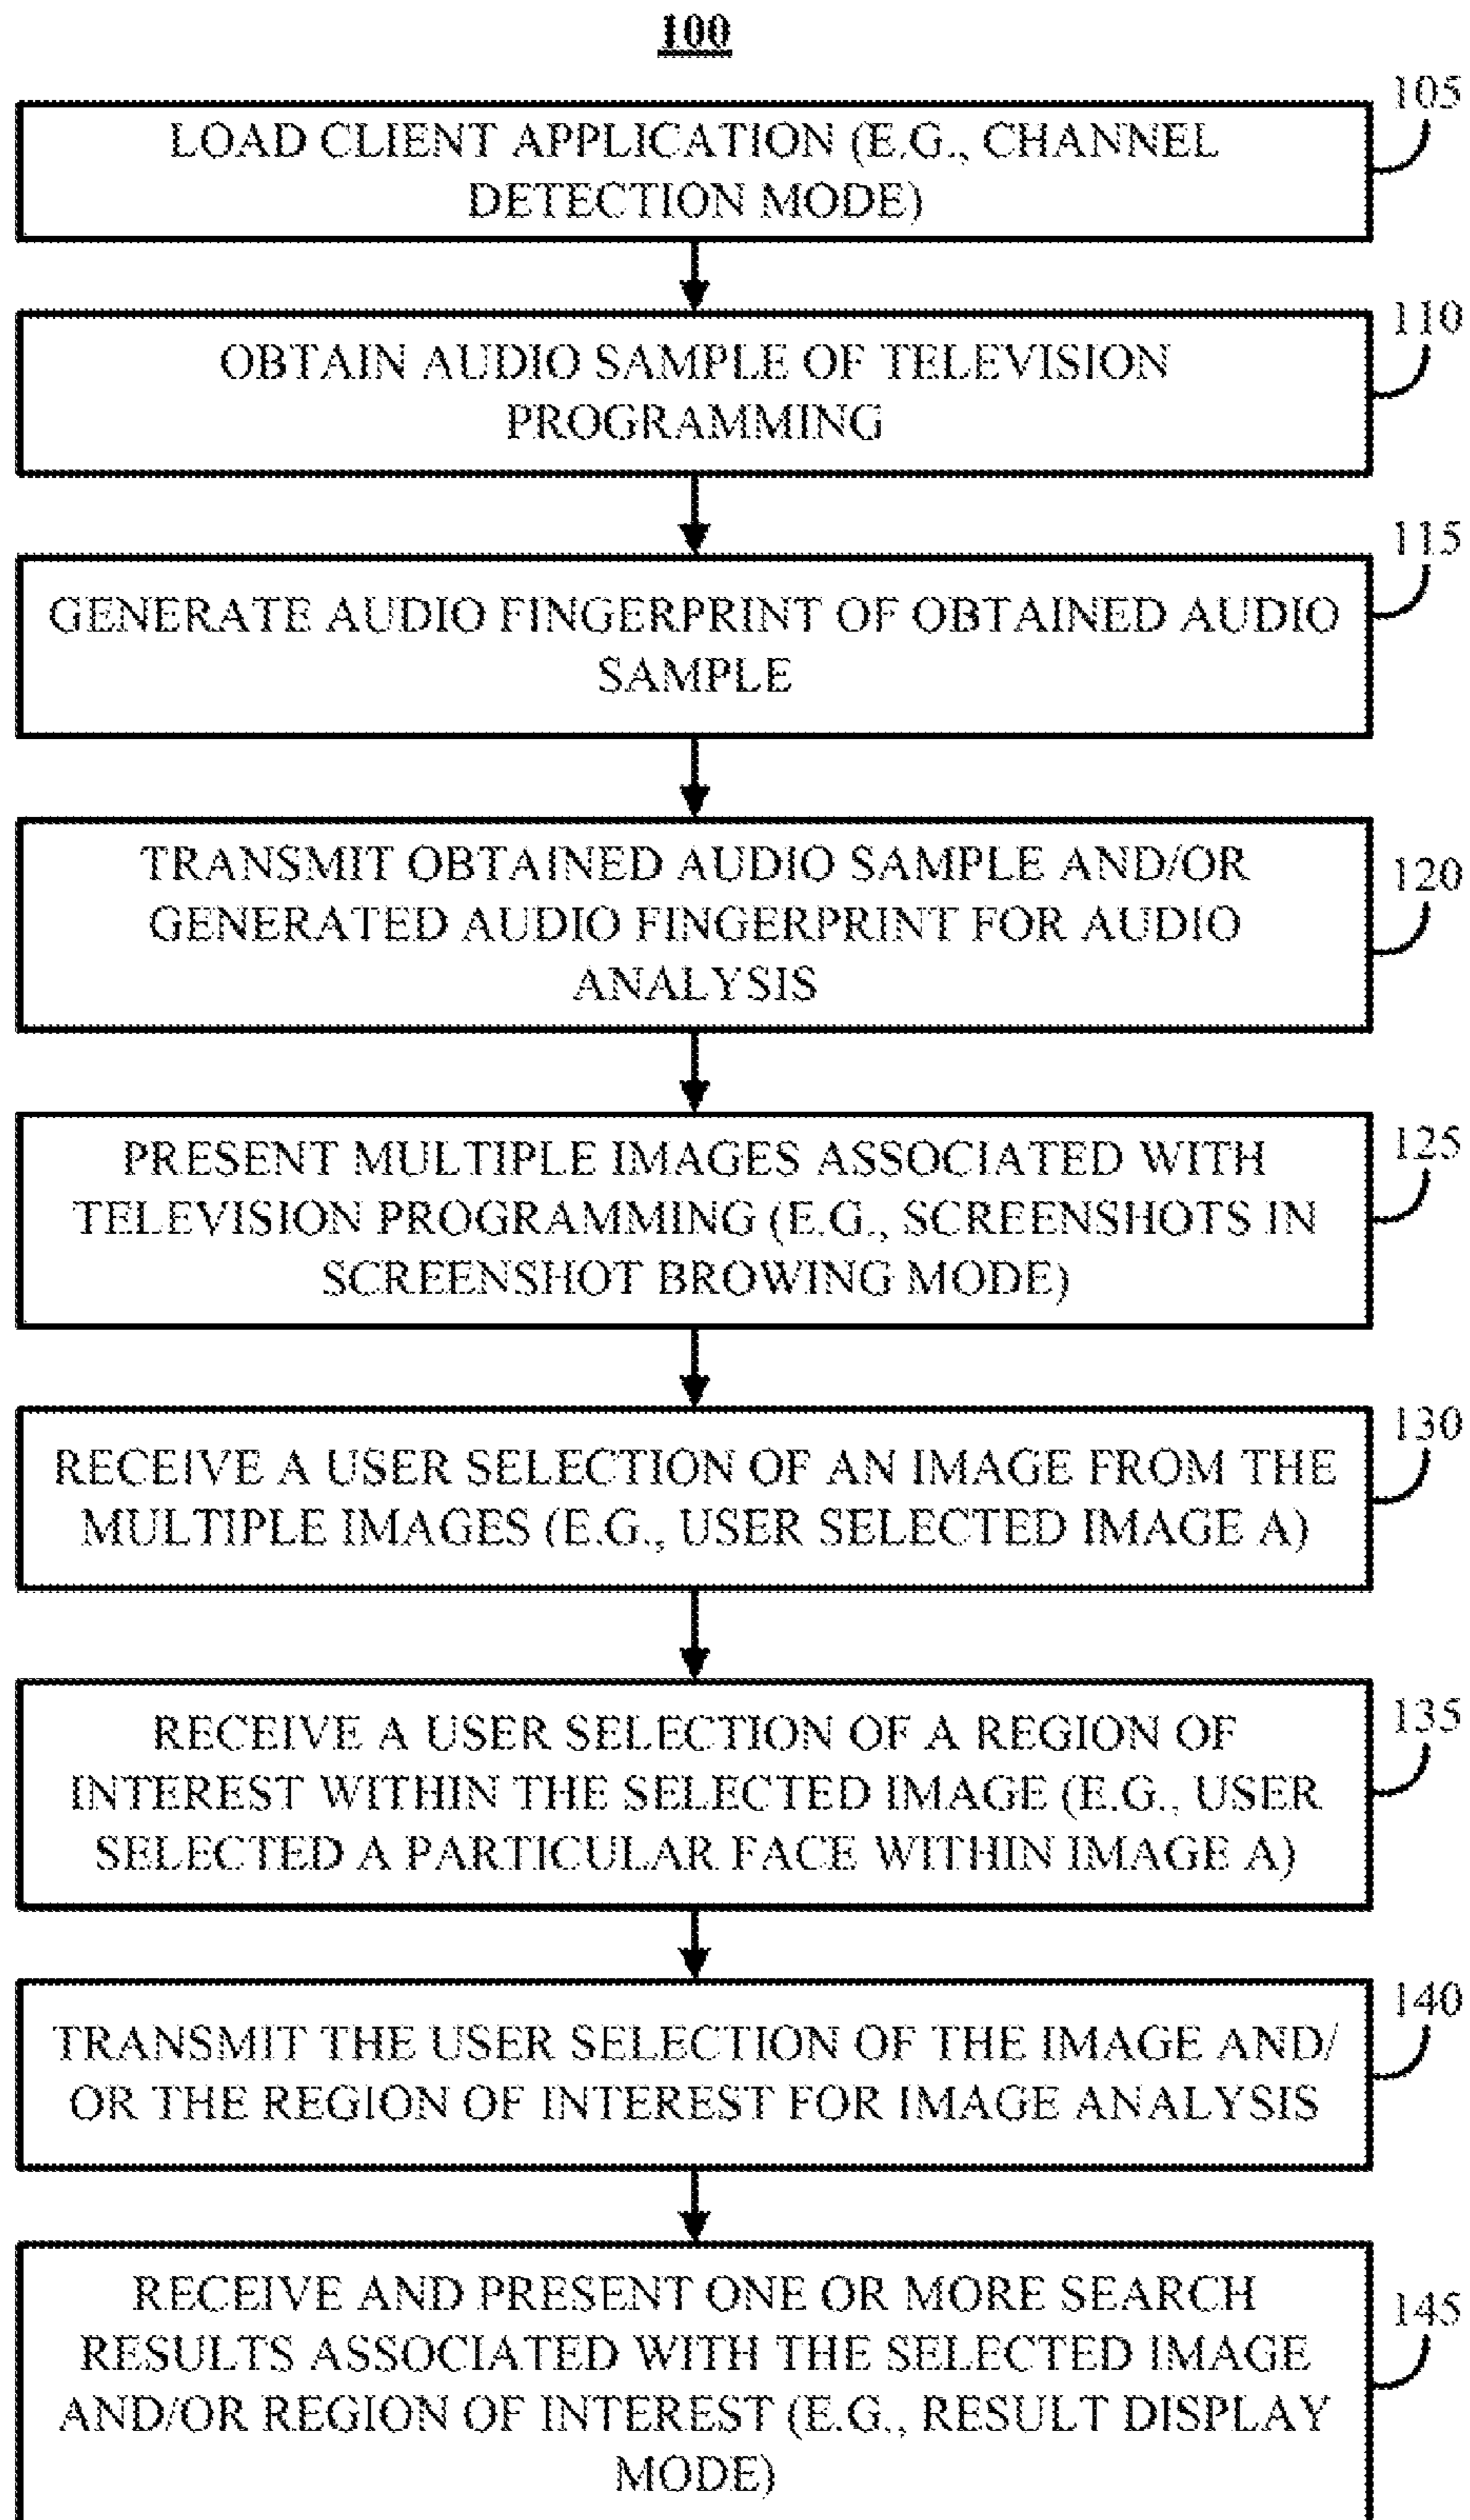 100
105
LOAD CLIENT APPLICATION (E.G., CHANNEL
DETECTION MODE)
110
OBTAIN AUDIO SAMPLE OF TELEVISION
PROGRAMMING
115
GENERATE AUDIO FINGERPRINT OF OBTAINED AUDIO
SAMPLE
120
TRANSMIT OBTAINED AUDIO SAMPLE AND/OR
GENERATED AUDIO FINGERPRINT FOR AUDIO
ANALYSIS
125
PRESENT MULTIPLE IMAGES ASSOCIATED WITH
TELEVISION PROGRAMMING (E.G., SCREENSHOTS IN
SCREENSHOT BROWING MODE)
130
RECEIVE A USER SELECTION OF AN IMAGE FROM THE
MULTIPLE IMAGES (E.G., USER SELECTED IMAGE A)
135
RECEIVE A USER SELECTION OF A REGION OF
INTEREST WITHIN THE SELECTED IMAGE (E.G., USER
SELECTED A PARTICULAR FACE WITHIN IMAGE A)
140
TRANSMIT THE USER SELECTION OF THE IMAGE AND/
OR THE REGION OF INTEREST FOR IMAGE ANALYSIS
145
RECEIVE AND PRESENT ONE OR MORE SEARCH
RESULTS ASSOCIATED WITH THE SELECTED IMAGE
AND/OR REGION OF INTEREST (E.G., RESULT DISPLAY
MODE)